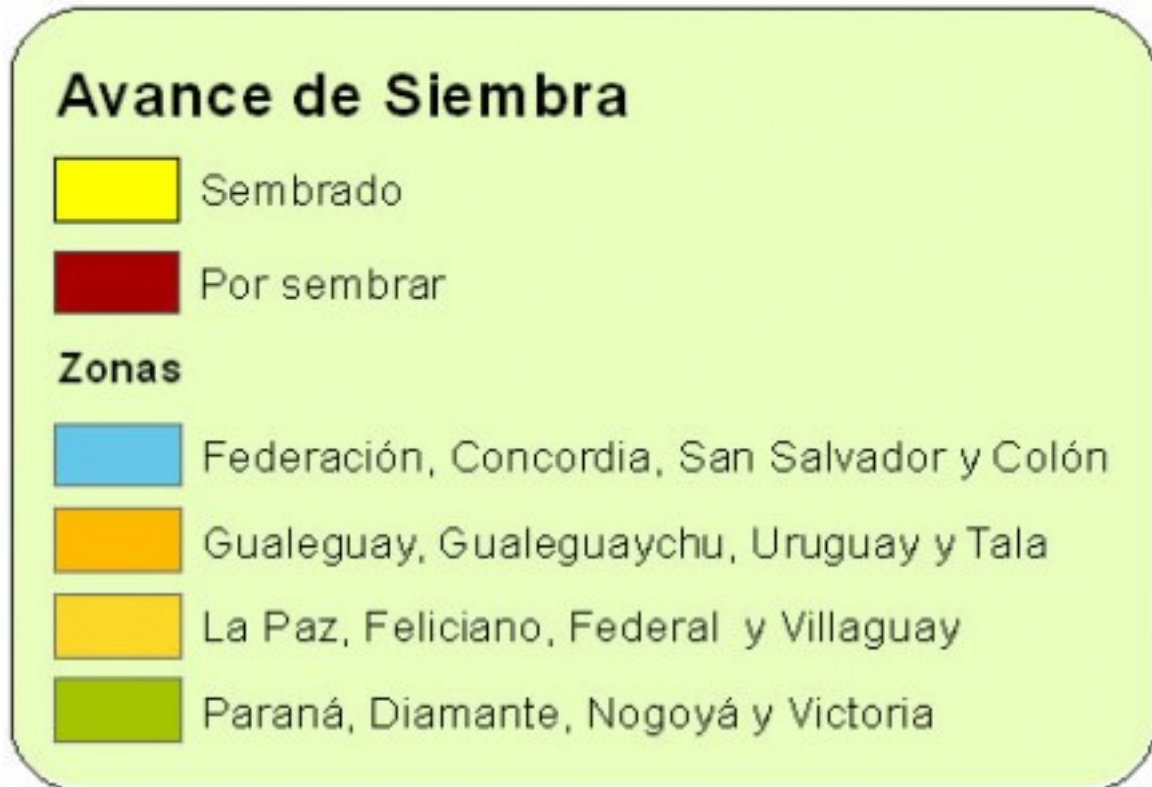 Avance de Siembra
Sembrado
Por sembrar
Zonas
Federación, Concordia, San Salvador y Colón
Gualeguay, Gualeguaychu, Uruguay y Tala
La Paz, Feliciano, Federal y Villaguay
Paraná, Diamante, Nogoyá y Victoria